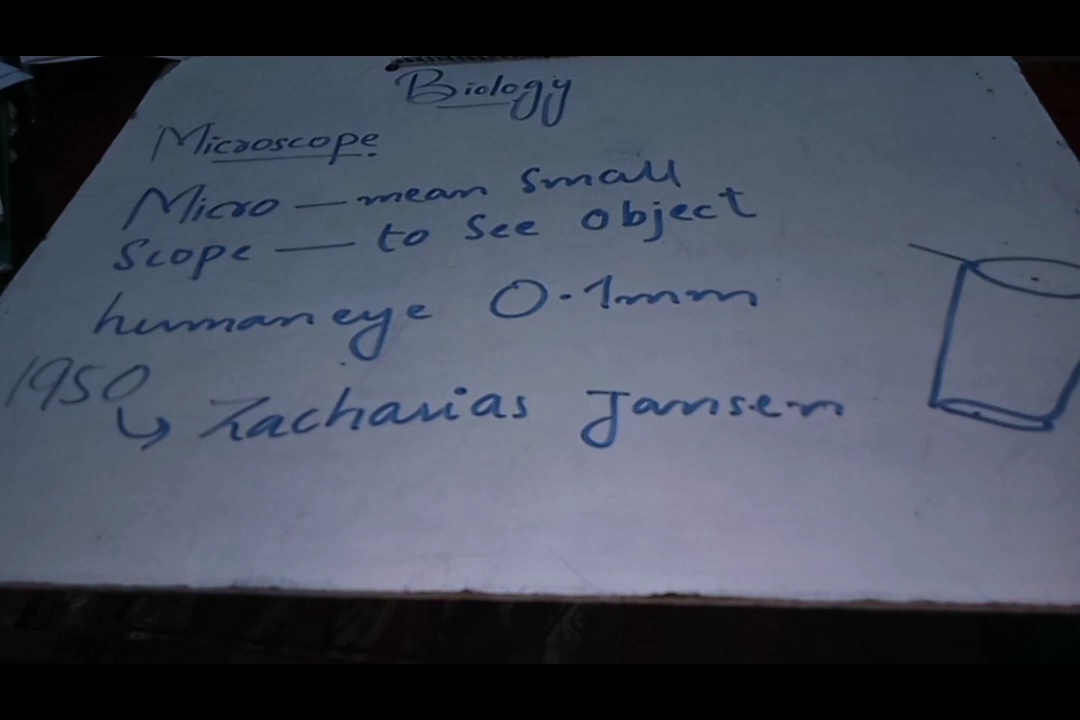 Biology
Microscope.
Micro — mean small
Scope — to see object
human eye 0.1mm
1950
↳ Zacharias Jansen